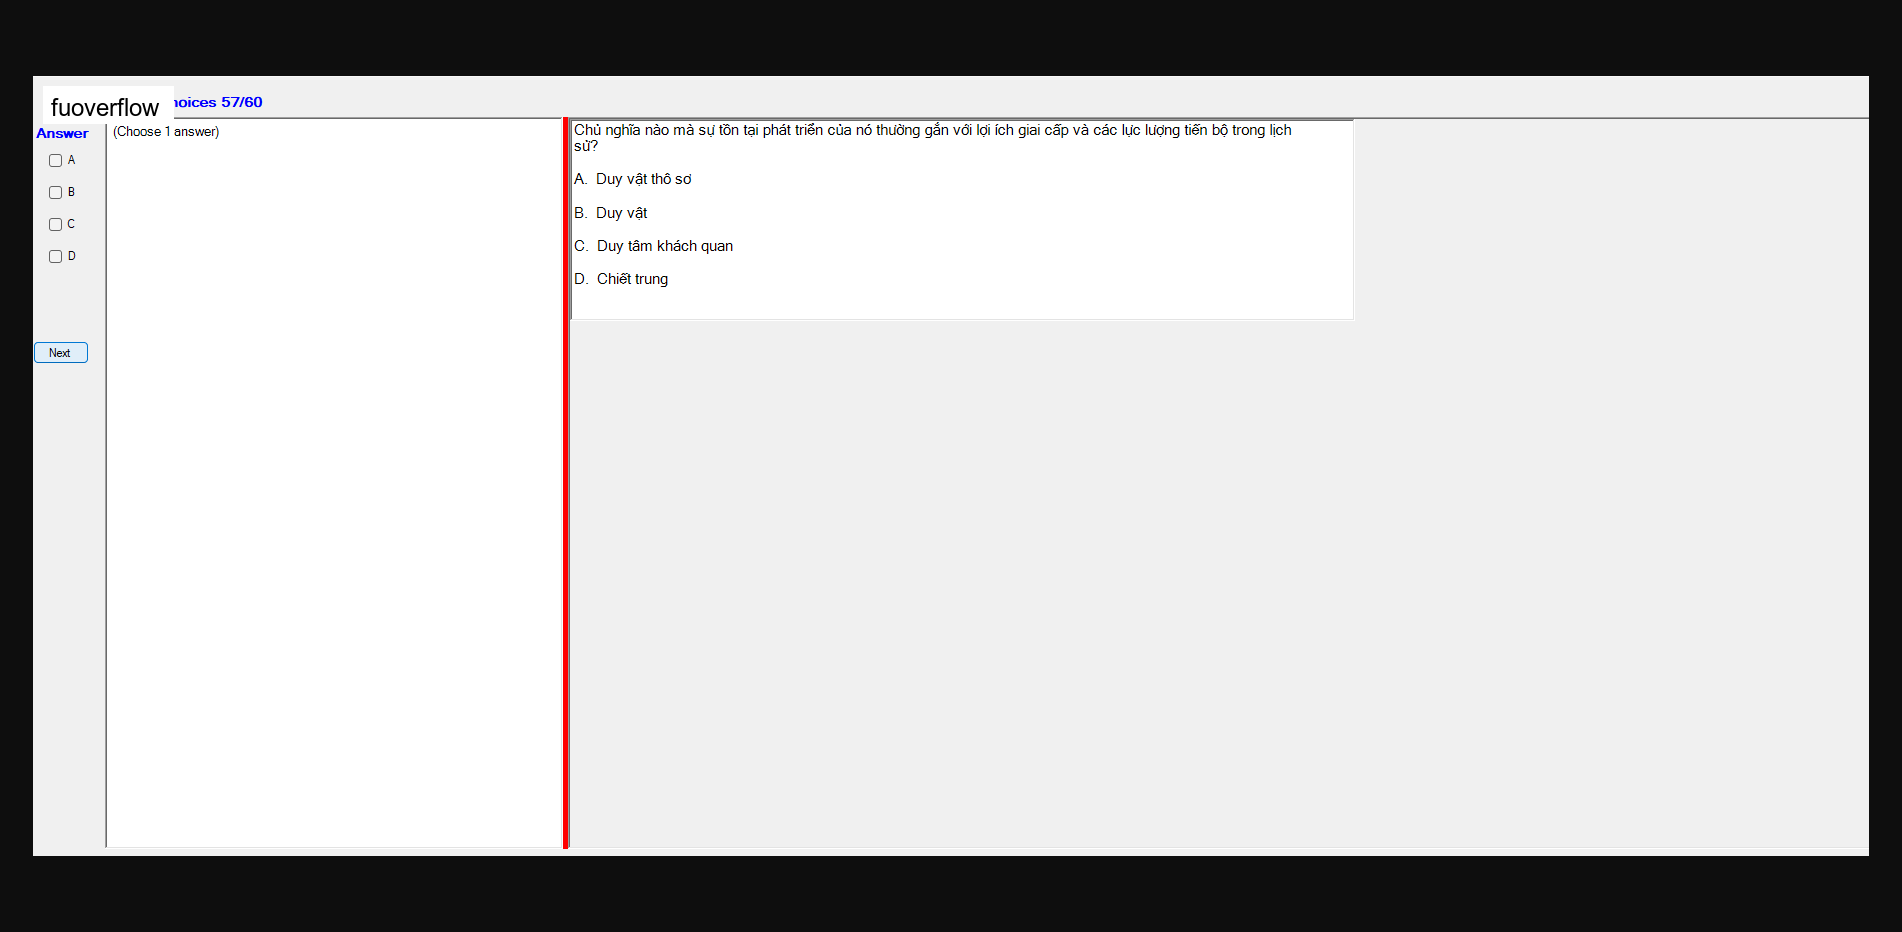 fuoverflow
hoices 57/60
Answer
(Choose 1 answer)
A
B
C
D
Next
Chủ nghĩa nào mà sự tồn tại phát triển của nó thường gắn với lợi ích giai cấp và các lực lượng tiến bộ trong lịch
sử?
A. Duy vật thô sơ
B. Duy vật
C. Duy tâm khách quan
D. Chiết trung